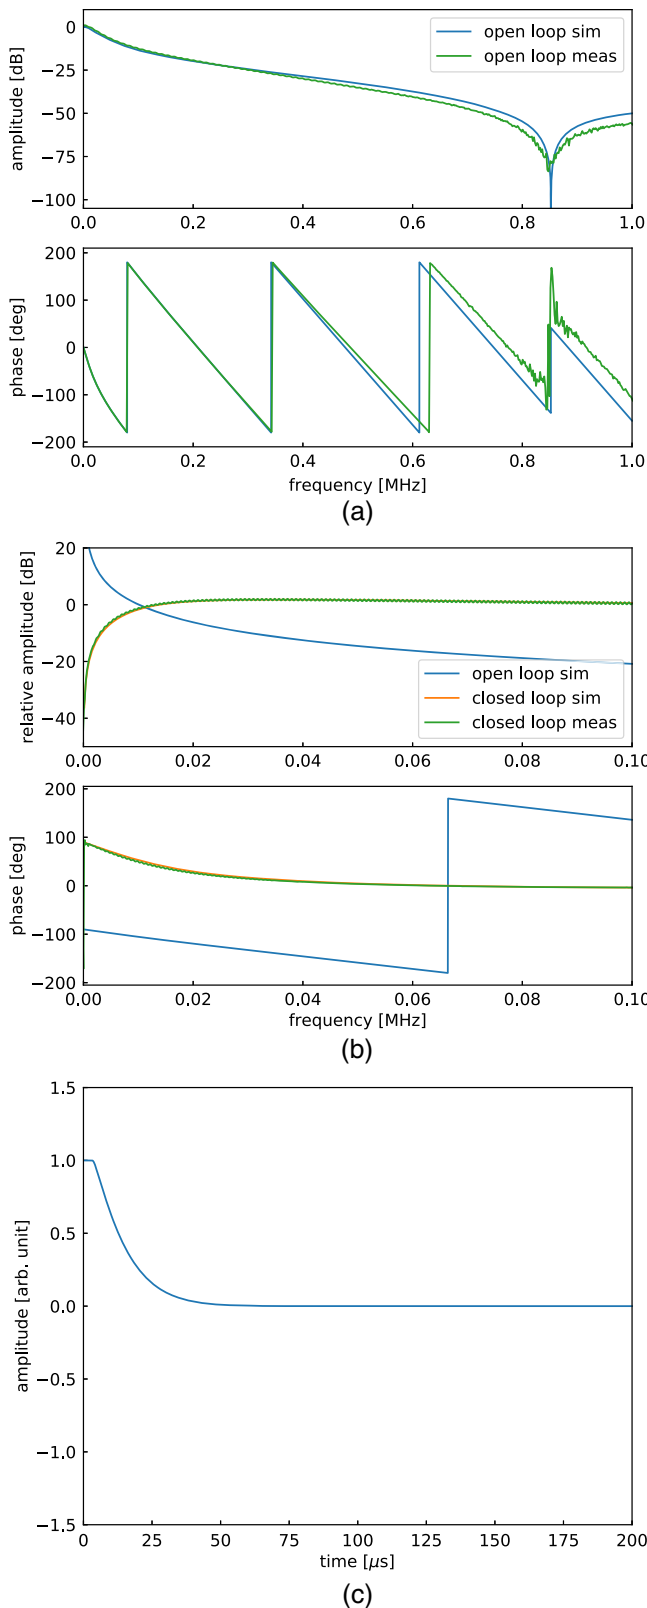 0
−25
−50
−75
−100
amplitude [dB]
open loop sim
open loop meas
0.0 0.2 0.4 0.6 0.8 1.0
200
100
0
−100
−200
phase [deg]
0.0 0.2 0.4 0.6 0.8 1.0
frequency [MHz]
(a)
20
0
−20
−40
relative amplitude [dB]
open loop sim
closed loop sim
closed loop meas
0.00 0.02 0.04 0.06 0.08 0.10
200
100
0
−100
−200
phase [deg]
0.00 0.02 0.04 0.06 0.08 0.10
frequency [MHz]
(b)
1.5
1.0
0.5
0.0
−0.5
−1.0
−1.5
amplitude [arb. unit]
0 25 50 75 100 125 150 175 200
time [μs]
(c)